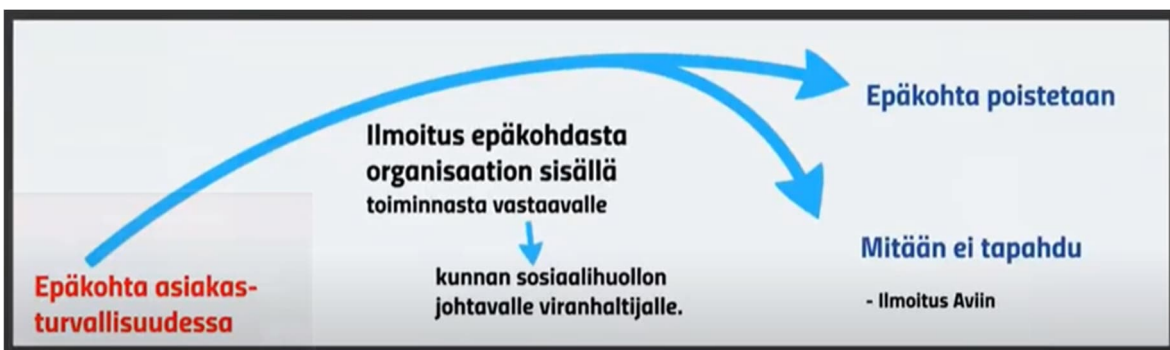 Epäkohta asiakas-
turvallisuudessa
Ilmoitus epäkohdasta
organisaation sisällä
toiminnasta vastaavalle
kunnan sosiaalihuollon
johtavalle viranhaltijalle.
Epäkohta poistetaan
Mitään ei tapahdu
- Ilmoitus Aviin